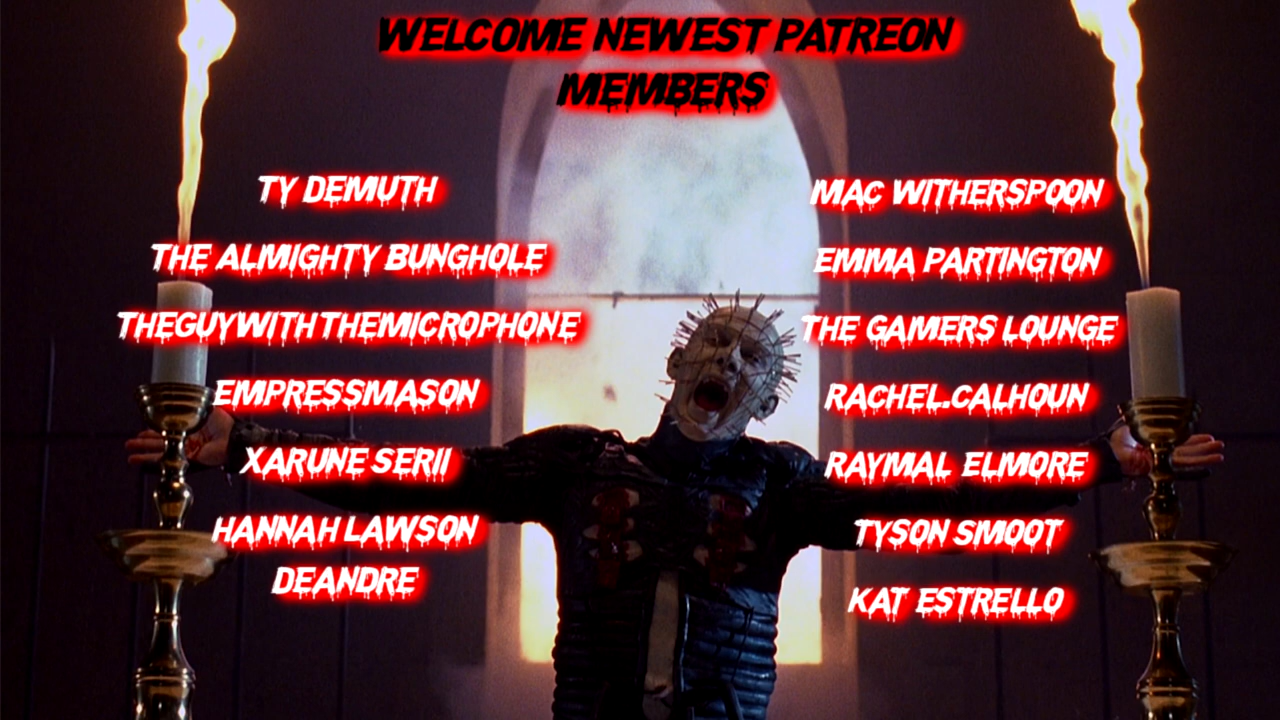 WELCOME NEWEST PATREON
MEMBERS
TY DEMUTH
THE ALMIGHTY BUNGHOLE
THEGUYWITHTHEMICROPHONE
EMPRESSMASON
XARUNE SERII
HANNAH LAWSON
DEANDRE
MAC WITHERSPOON
EMMA PARTINGTON
THE GAMERS LOUNGE
RACHEL.CALHOUN
RAYMAL ELMORE
TYSON SMOOT
KAT ESTRELLO